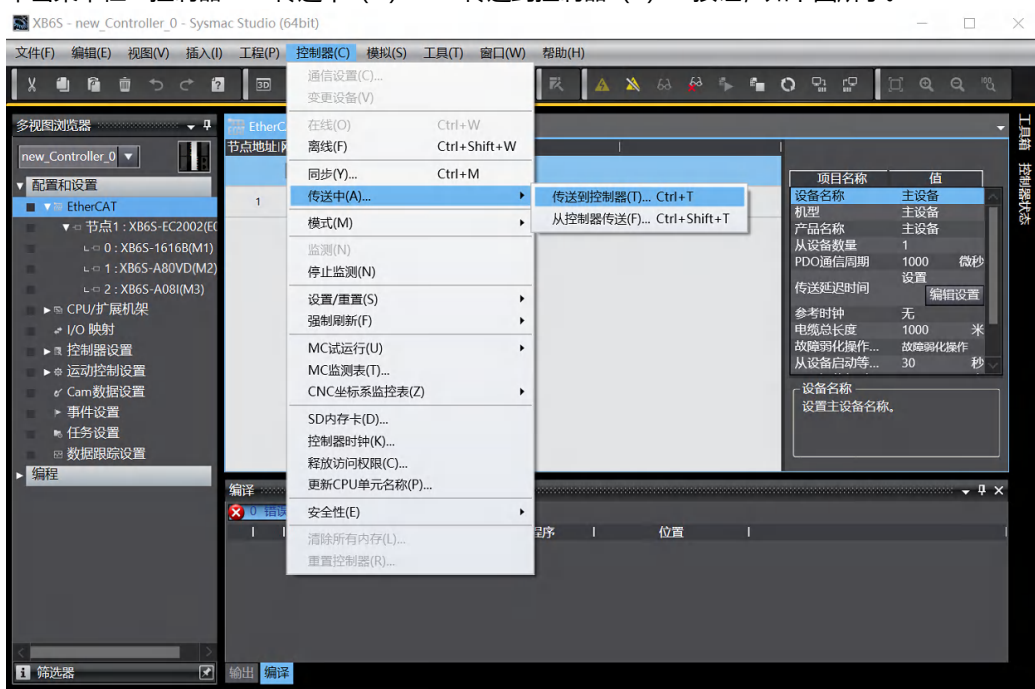 XB6S - new_Controller_0 - Sysmac Studio (64bit)
文件(F) 编辑(E) 视图(V) 插入(I) 工程(P) 控制器(C) 模拟(S) 工具(T) 窗口(W) 帮助(H)
通信设置(C)...
变更设备(V)
在线(O) Ctrl+W
离线(F) Ctrl+Shift+W
同步(Y)... Ctrl+M
传送中(A)...
传送到控制器(T)... Ctrl+T
从控制器传送(F)... Ctrl+Shift+T
模式(M)
监测(N)
停止监测(N)
设置/重置(S)
强制刷新(F)
MC试运行(U)
MC监测表(T)...
CNC坐标系监控表(Z)
SD内存卡(D)...
控制器时钟(K)...
释放访问权限(C)...
更新CPU单元名称(P)...
安全性(E)
清除所有内存(L)...
重置控制器(R)...
3D
多视图浏览器
new_Controller_0
配置和设置
EtherCAT
节点1 : XB6S-EC2002(EC
0 : XB6S-1616B(M1)
1 : XB6S-A80VD(M2)
2 : XB6S-A08I(M3)
CPU/扩展机架
I/O 映射
控制器设置
运动控制设置
Cam数据设置
事件设置
任务设置
数据跟踪设置
编程
筛选器
EtherC
节点地址
1
项目名称 值
设备名称 主设备
机型 主设备
产品名称 主设备
从设备数量 1
PDO通信周期 1000 微秒
传送延迟时间 设置
编辑设置
参考时钟 无
电缆总长度 1000 米
故障弱化操作... 故障弱化操作
从设备启动等... 30 秒
设备名称
设置主设备名称。
工具箱
控制器状态
编译
0 错误
程序 位置
输出 编译